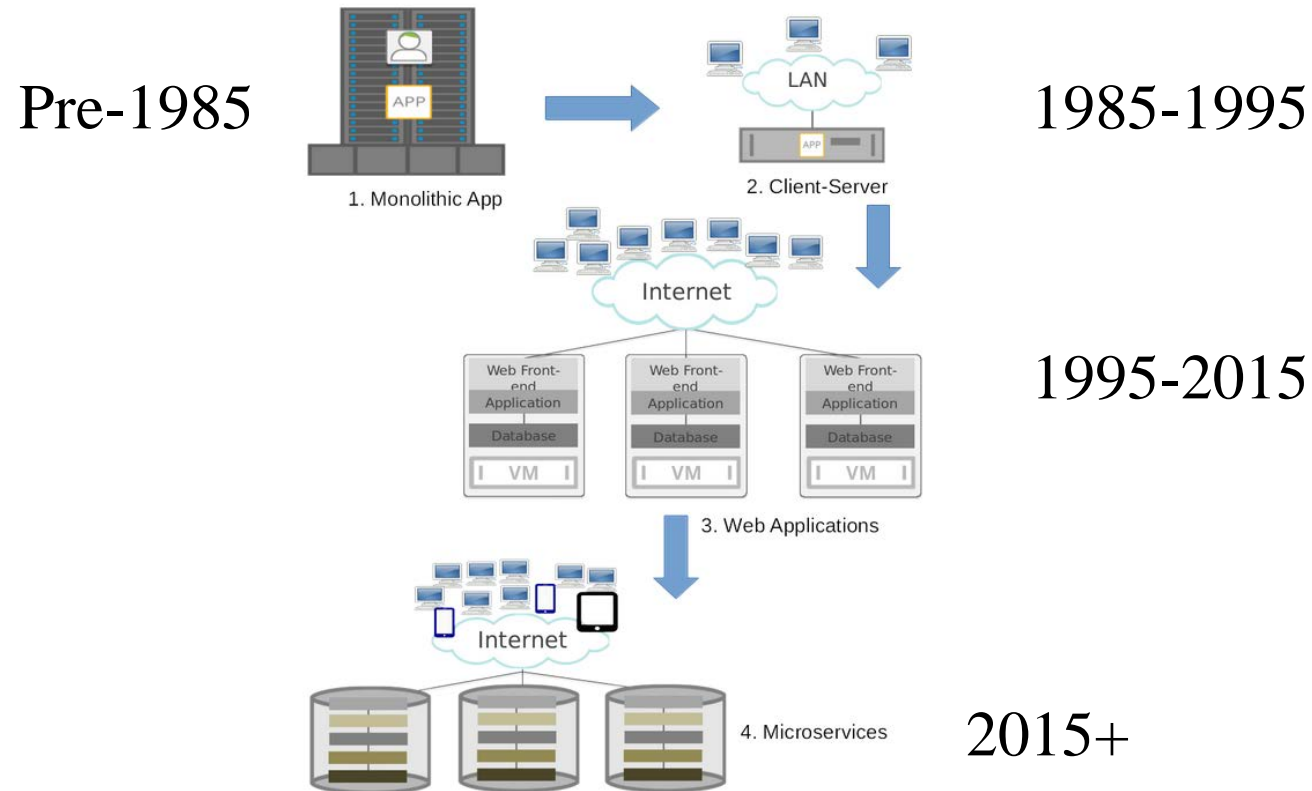 Pre-1985
APP
1. Monolithic App
LAN
APP
2. Client-Server
1985-1995
Internet
Web Front-
end
Application
Database
VM
Web Front-
end
Application
Database
VM
Web Front-
end
Application
Database
VM
3. Web Applications
1995-2015
Internet
4. Microservices
2015+